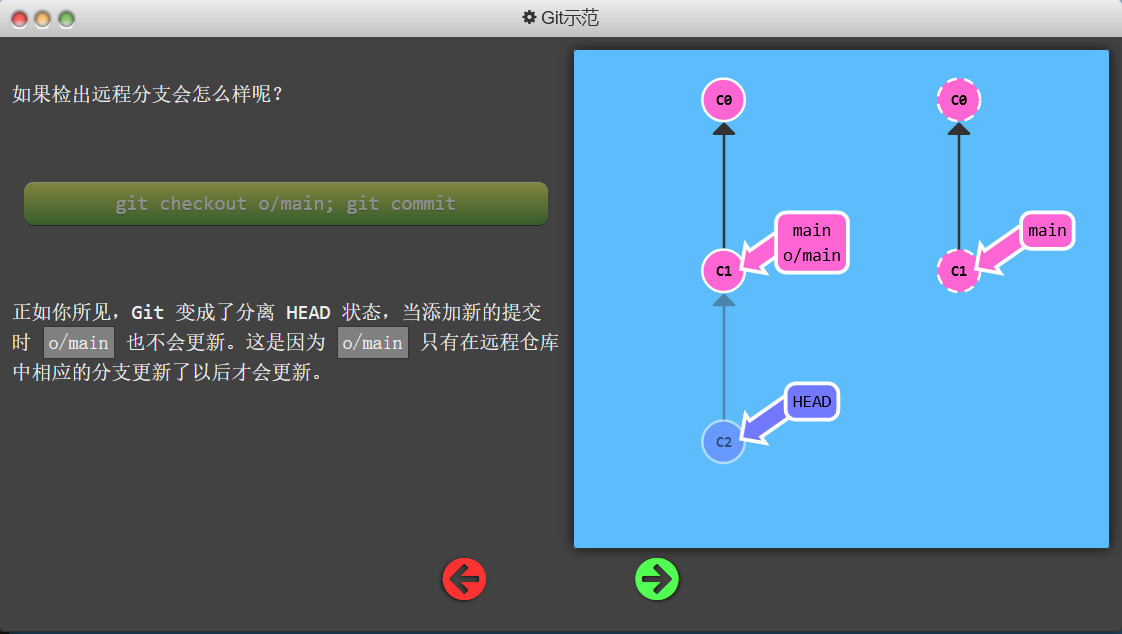 Git示范
如果检出远程分支会怎么样呢？
git checkout o/main; git commit
正如你所见，Git 变成了分离 HEAD 状态，当添加新的提交
时 o/main 也不会更新。这是因为 o/main 只有在远程仓库
中相应的分支更新了以后才会更新。
C0
C0
main
o/main
main
C1
C1
HEAD
C2